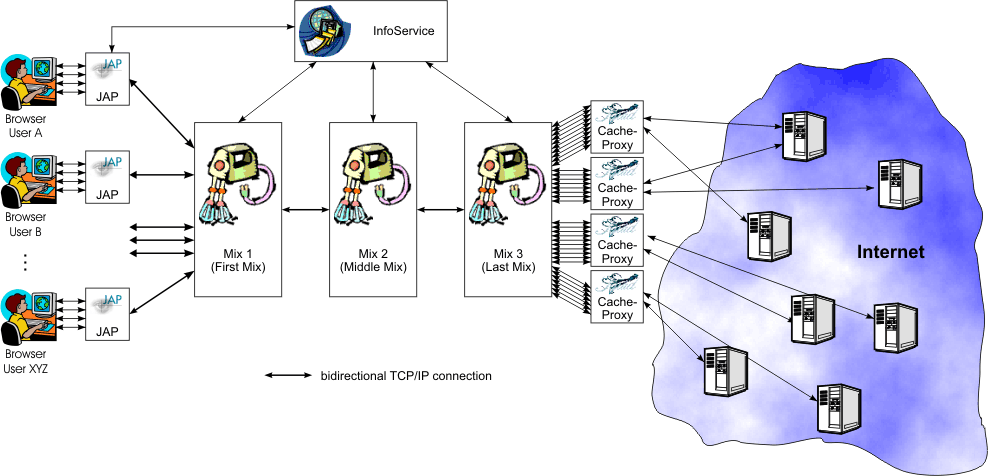 InfoService
JAP
JAP
Browser
User A
JAP
JAP
Browser
User B
JAP
JAP
Browser
User XYZ
Mix 1
(First Mix)
Mix 2
(Middle Mix)
Mix 3
(Last Mix)
Cache-
Proxy
Cache-
Proxy
Cache-
Proxy
Cache-
Proxy
Internet
bidirectional TCP/IP connection